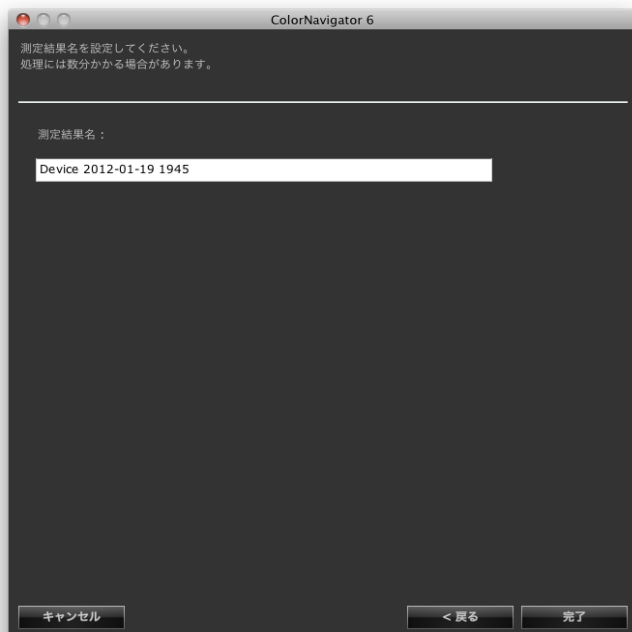 ColorNavigator 6
測定結果名を設定してください。
処理には数分かかる場合があります。
測定結果名：
Device 2012-01-19 1945
キャンセル
< 戻る
完了